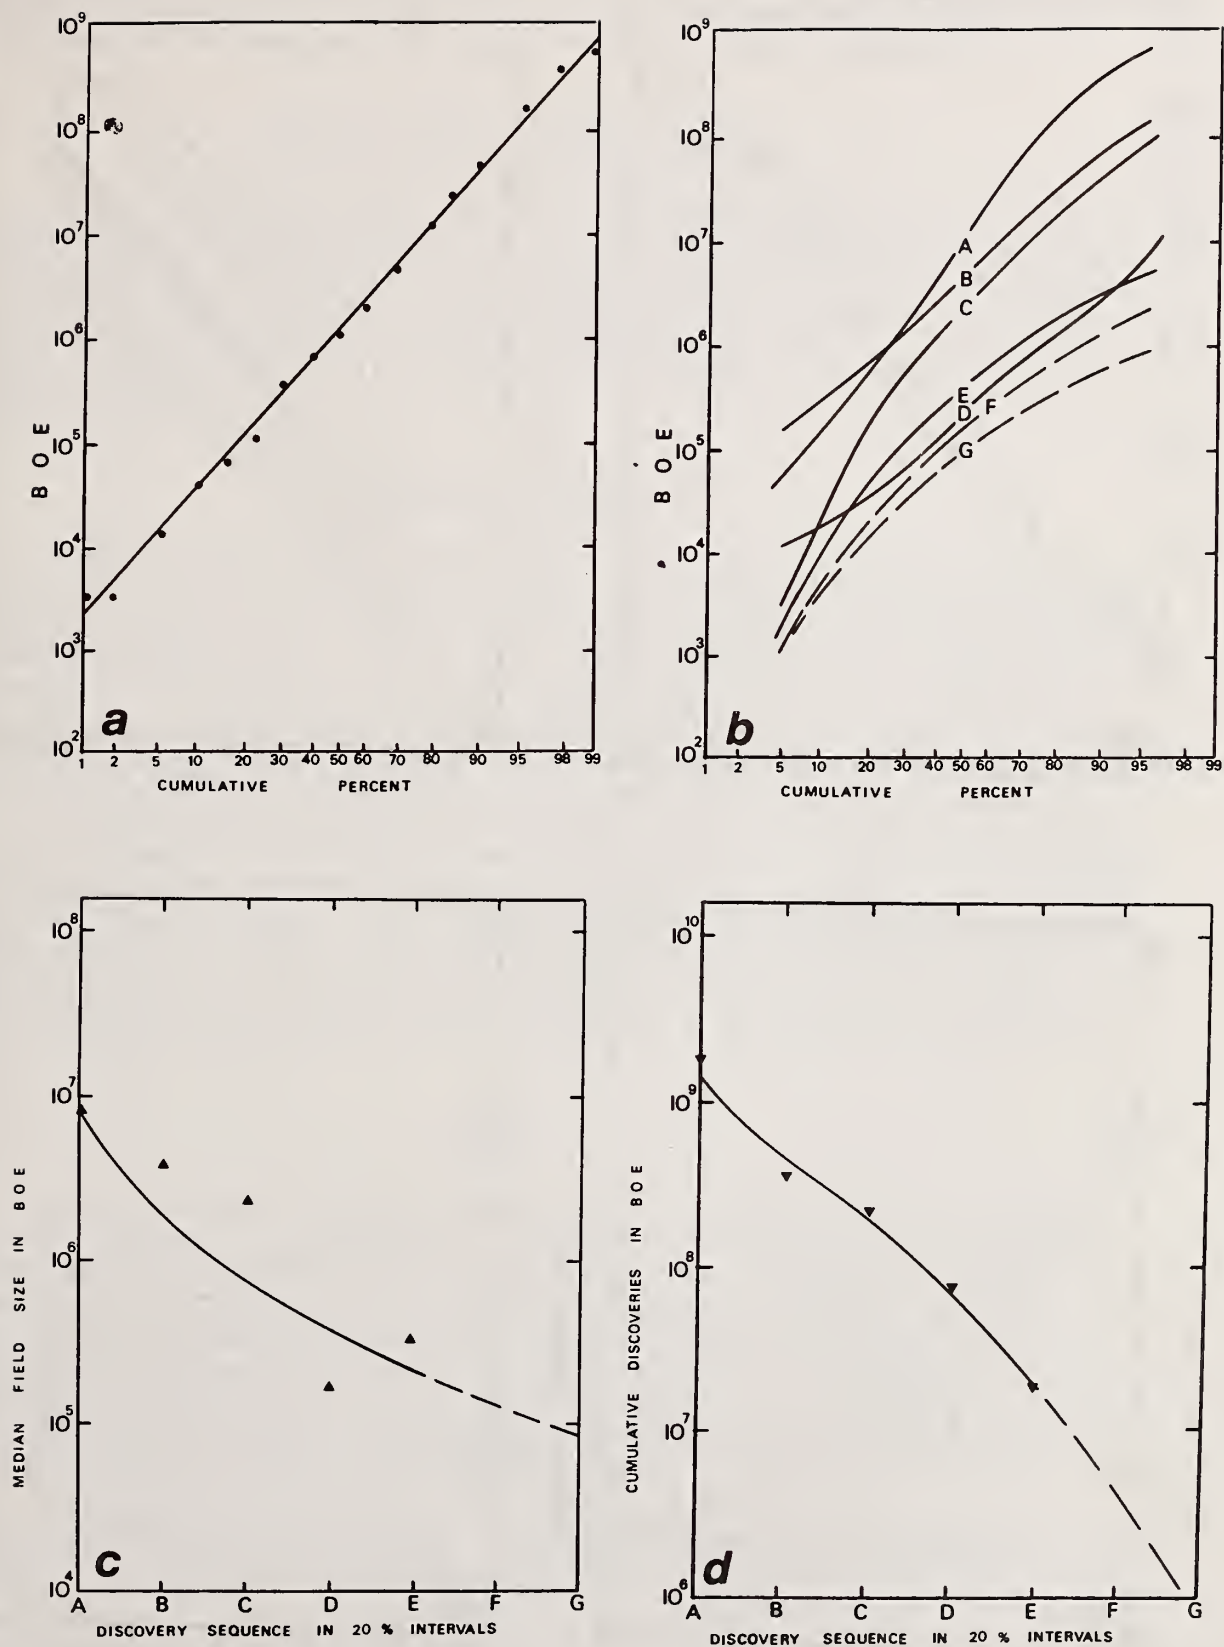 10⁹
10⁸
10⁷
10⁶
10⁵
10⁴
10³
10²
B O E
a
1 2 5 10 20 30 40 50 60 70 80 90 95 98 99
CUMULATIVE PERCENT
10⁹
10⁸
10⁷
10⁶
10⁵
10⁴
10³
10²
B O E
A
B
C
E
D F
G
b
1 2 5 10 20 30 40 50 60 70 80 90 95 98 99
CUMULATIVE PERCENT
10⁸
10⁷
10⁶
10⁵
10⁴
MEDIAN FIELD SIZE IN BOE
c
A B C D E F G
DISCOVERY SEQUENCE IN 20 % INTERVALS
10¹⁰
10⁹
10⁸
10⁷
10⁶
CUMULATIVE DISCOVERIES IN BOE
d
A B C D E F G
DISCOVERY SEQUENCE IN 20 % INTERVALS